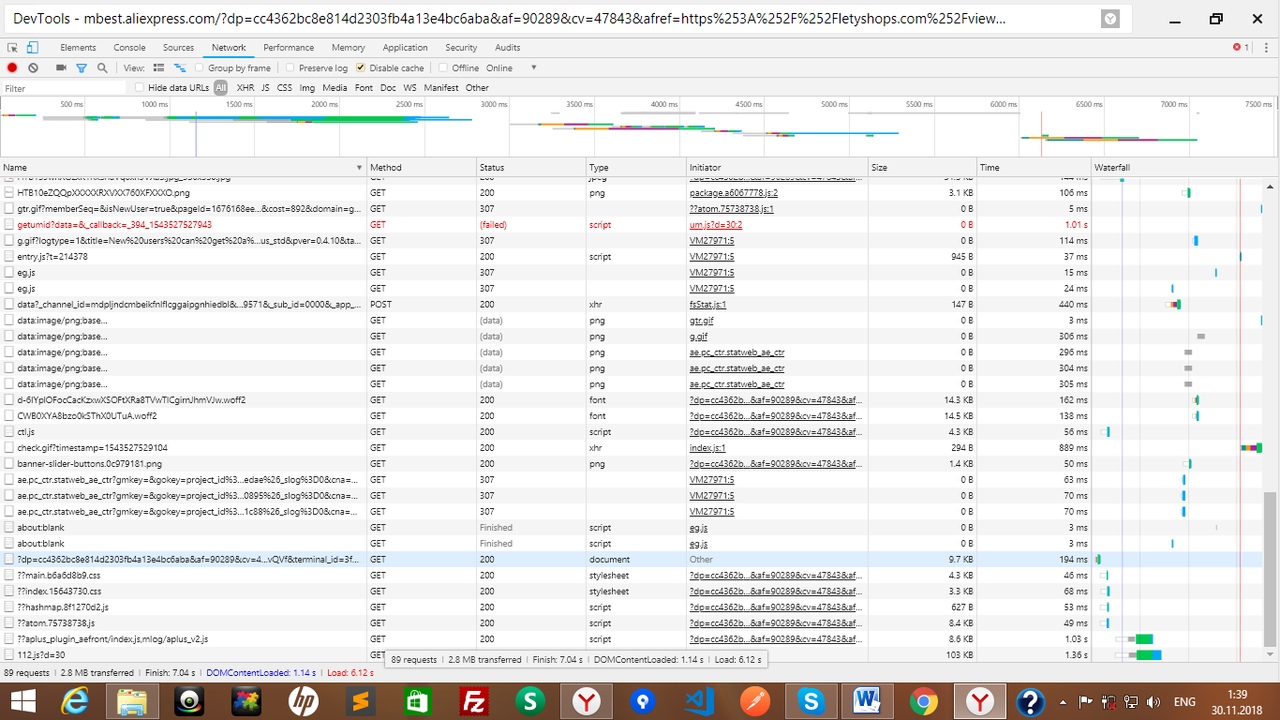 DevTools - mbest.aliexpress.com/?dp=cc4362bc8e814d2303fb4a13e4bc6aba&af=90289&cv=47843&afref=https%253A%252F%252Fletyshops.com%252Fview...
Elements Console Sources Network Performance Memory Application Security Audits 1
View: Group by frame Preserve log Disable cache Offline Online
Filter Hide data URLs All XHR JS CSS Img Media Font Doc WS Manifest Other
500 ms 1000 ms 1500 ms 2000 ms 2500 ms 3000 ms 3500 ms 4000 ms 4500 ms 5000 ms 5500 ms 6000 ms 6500 ms 7000 ms 7500 ms
Name Method Status Type Initiator Size Time Waterfall
HTB10eZQQpXXXXXRXVXX760XFXXXO.png GET 200 png package.a6067778.js:2 3.1 KB 106 ms
gtr.gif?memberSeq=&isNewUser=true&pageId=1676168ee...&cost=892&domain=g... GET 307 ??atom.75738738.js:1 0 B 5 ms
getumid?data=&_callback=_394_1543527527943 GET (failed) script um.js?d=30:2 0 B 1.01 s
g.gif?logtype=1&title=New%20users%20can%20get%20a%...us_std&pver=0.4.10&ta... GET 307 VM27971:5 0 B 114 ms
entry.js?t=214378 GET 200 script VM27971:5 945 B 37 ms
eg.js GET 307 VM27971:5 0 B 15 ms
eg.js GET 307 VM27971:5 0 B 24 ms
data?_channel_id=mdpljndcmbeikfnlflcggaipgnhiedbl&...9571&_sub_id=0000&_app_... POST 200 xhr fsStat.js:1 147 B 440 ms
data:image/png;base... GET (data) png gtr.gif 0 B 3 ms
data:image/png;base... GET (data) png g.gif 0 B 306 ms
data:image/png;base... GET (data) png ae.pc_ctr.statweb_ae_ctr 0 B 296 ms
data:image/png;base... GET (data) png ae.pc_ctr.statweb_ae_ctr 0 B 304 ms
data:image/png;base... GET (data) png ae.pc_ctr.statweb_ae_ctr 0 B 305 ms
d-6IYplOFocCacKzxwXSOFtXRa8TVwTICgirnJhmVJw.woff2 GET 200 font ?dp=cc4362b...&af=90289&cv=47843&af... 14.3 KB 162 ms
CWB0XYA8bzo0kSThX0UTuA.woff2 GET 200 font ?dp=cc4362b...&af=90289&cv=47843&af... 14.5 KB 138 ms
ctl.js GET 200 script ?dp=cc4362b...&af=90289&cv=47843&af... 4.3 KB 56 ms
check.gif?timestamp=1543527529104 GET 200 xhr index.js:1 294 B 889 ms
banner-slider-buttons.0c979181.png GET 200 png ?dp=cc4362b...&af=90289&cv=47843&af... 1.4 KB 50 ms
ae.pc_ctr.statweb_ae_ctr?gmkey=&gokey=project_id%3...edae%26_slog%3D0&cna=... GET 307 VM27971:5 0 B 63 ms
ae.pc_ctr.statweb_ae_ctr?gmkey=&gokey=project_id%3...0895%26_slog%3D0&cna=... GET 307 VM27971:5 0 B 70 ms
ae.pc_ctr.statweb_ae_ctr?gmkey=&gokey=project_id%3...1c88%26_slog%3D0&cna=... GET 307 VM27971:5 0 B 70 ms
about:blank GET Finished script eg.js 0 B 3 ms
about:blank GET Finished script eg.js 0 B 3 ms
?dp=cc4362bc8e814d2303fb4a13e4bc6aba&af=90289&cv=4...vQVf&terminal_id=3f... GET 200 document Other 9.7 KB 194 ms
??main.b6a6d8b9.css GET 200 stylesheet ?dp=cc4362b...&af=90289&cv=47843&af... 4.3 KB 46 ms
??index.15643730.css GET 200 stylesheet ?dp=cc4362b...&af=90289&cv=47843&af... 3.3 KB 68 ms
??hashmap.8f1270d2.js GET 200 script ?dp=cc4362b...&af=90289&cv=47843&af... 627 B 53 ms
??atom.75738738.js GET 200 script ?dp=cc4362b...&af=90289&cv=47843&af... 8.4 KB 49 ms
??aplus_plugin_aefront/index.js,mlog/aplus_v2.js GET 200 script ?dp=cc4362b...&af=90289&cv=47843&af... 8.6 KB 1.03 s
112.js?d=30 GET 103 KB 1.36 s
89 requests | 2.8 MB transferred | Finish: 7.04 s | DOMContentLoaded: 1.14 s | Load: 6.12 s
89 requests | 2.8 MB transferred | Finish: 7.04 s | DOMContentLoaded: 1.14 s | Load: 6.12 s
ENG 1:39
30.11.2018